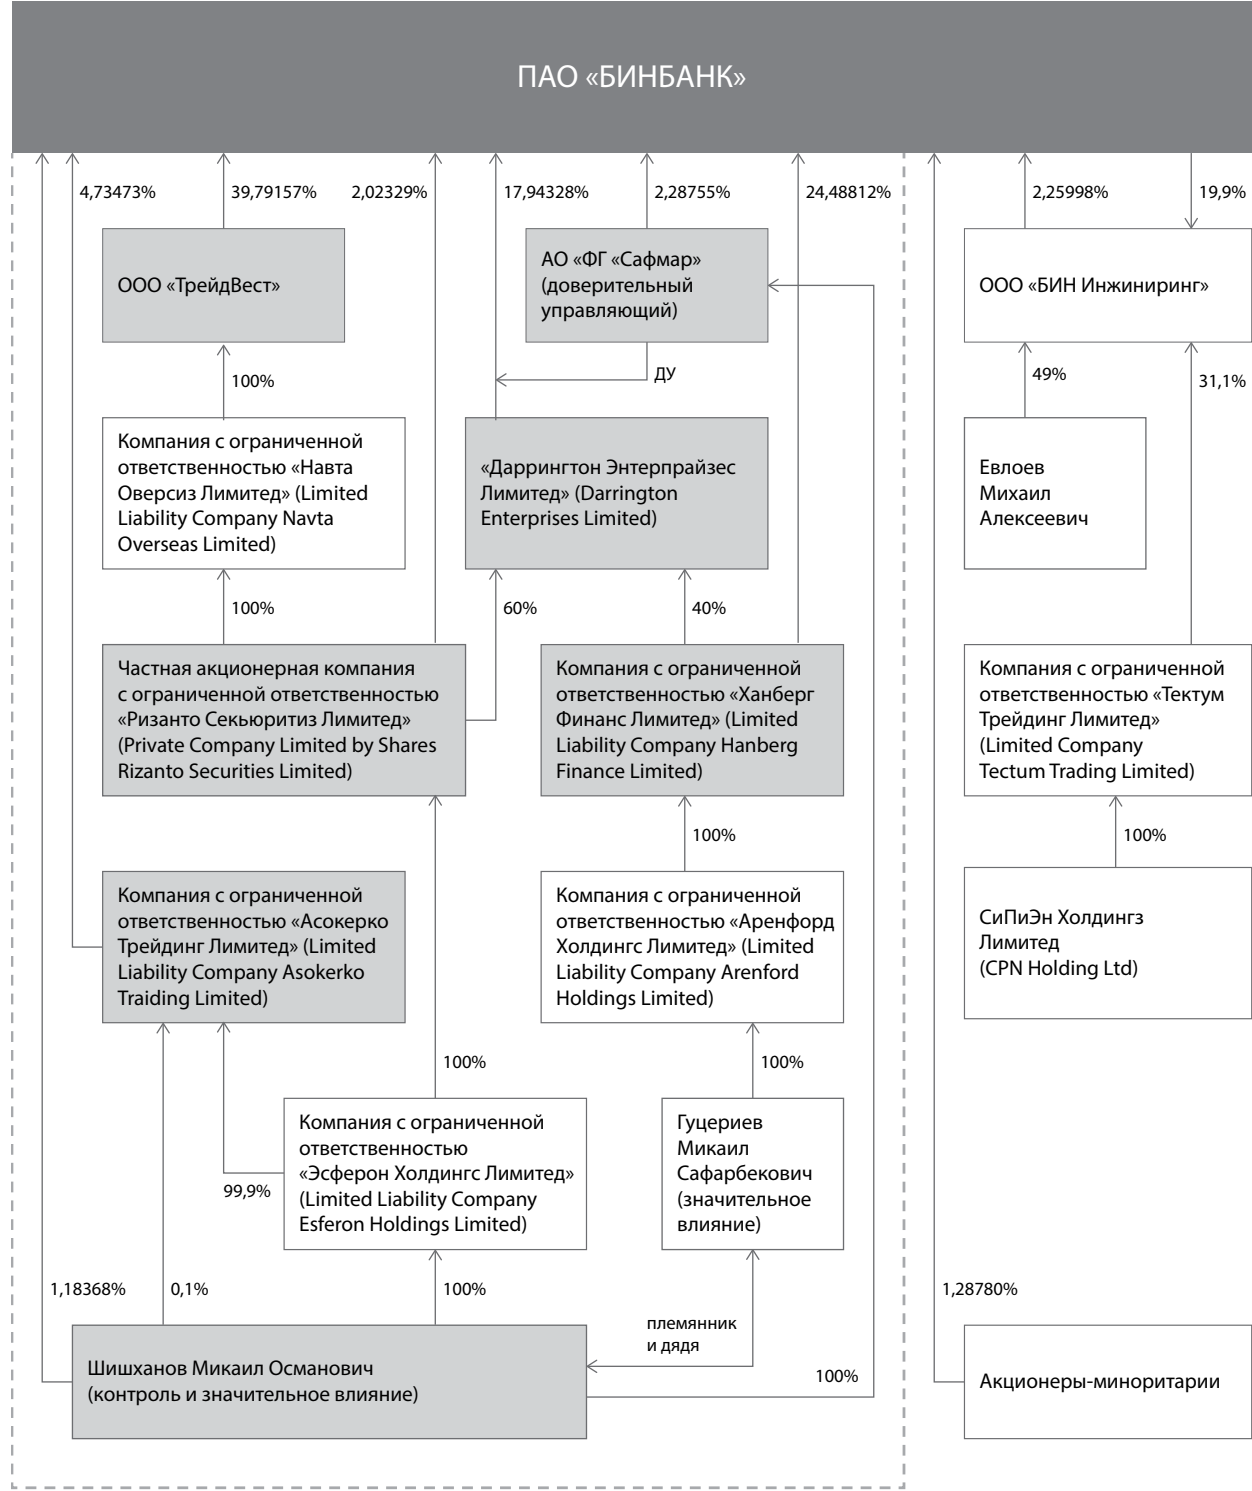 ПАО «БИНБАНК»
4,73473%
39,79157%
2,02329%
17,94328%
2,28755%
24,48812%
2,25998%
19,9%
ООО «ТрейдВест»
АО «ФГ «Сафмар»
(доверительный
управляющий)
ООО «БИН Инжиниринг»
100%
ДУ
49%
31,1%
Компания с ограниченной
ответственностью «Навта
Оверсиз Лимитед» (Limited
Liability Company Navta
Overseas Limited)
«Даррингтон Энтерпрайзес
Лимитед» (Darrington
Enterprises Limited)
Евлоев
Михаил
Алексеевич
100%
60%
40%
Частная акционерная компания
с ограниченной ответственностью
«Ризанто Секьюритиз Лимитед»
(Private Company Limited by Shares
Rizanto Securities Limited)
Компания с ограниченной
ответственностью «Ханберг
Финанс Лимитед» (Limited
Liability Company Hanberg
Finance Limited)
Компания с ограниченной
ответственностью «Тектум
Трейдинг Лимитед»
(Limited Company
Tectum Trading Limited)
100%
100%
Компания с ограниченной
ответственностью «Асокерко
Трейдинг Лимитед» (Limited
Liability Company Asokerko
Traiding Limited)
Компания с ограниченной
ответственностью «Аренфорд
Холдингс Лимитед» (Limited
Liability Company Arenford
Holdings Limited)
СиПиЭн Холдингз
Лимитед
(CPN Holding Ltd)
100%
100%
Компания с ограниченной
ответственностью
«Эсферон Холдингс Лимитед»
(Limited Liability Company
Esferon Holdings Limited)
Гуцериев
Микаил
Сафарбекович
(значительное
влияние)
99,9%
1,18368%
0,1%
100%
1,28780%
племянник
и дядя
Шишханов Микаил Османович
(контроль и значительное влияние)
100%
Акционеры-миноритарии